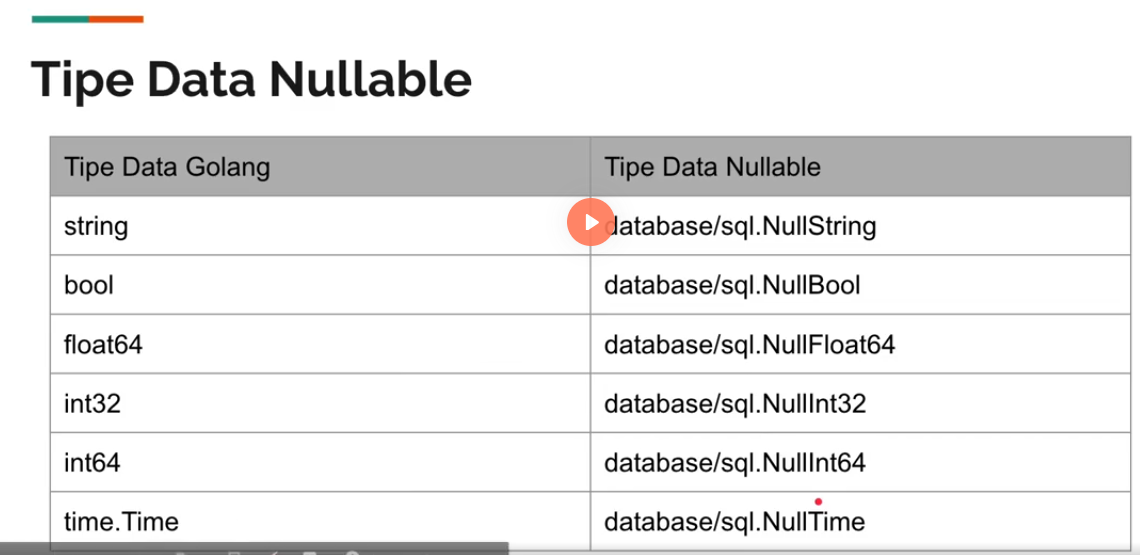 Tipe Data Nullable
Tipe Data Golang
Tipe Data Nullable
string
database/sql.NullString
bool
database/sql.NullBool
float64
database/sql.NullFloat64
int32
database/sql.NullInt32
int64
database/sql.NullInt64
time.Time
database/sql.NullTime